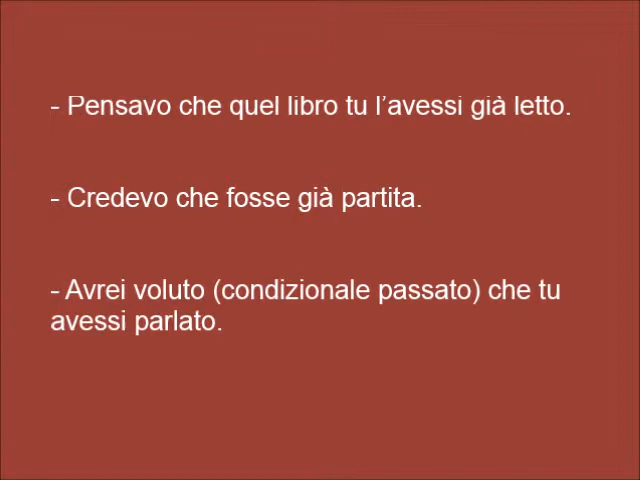 - Pensavo che quel libro tu l’avessi già letto.
- Credevo che fosse già partita.
- Avrei voluto (condizionale passato) che tu
avessi parlato.